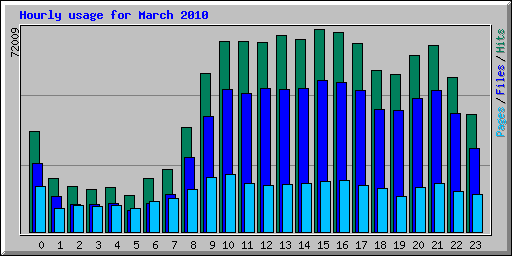 Hourly usage for March 2010
72009
Pages / Files / Hits
0 1 2 3 4 5 6 7 8 9 10 11 12 13 14 15 16 17 18 19 20 21 22 23